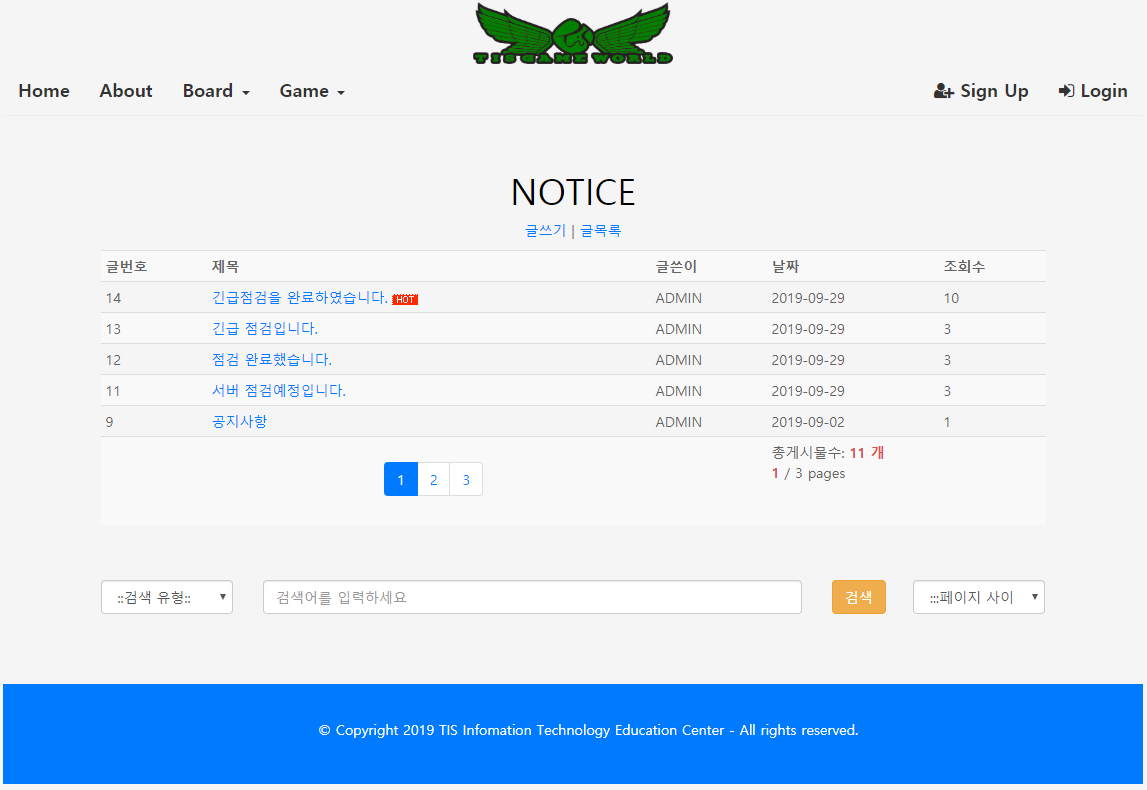 TIS GAME WORLD
Home About Board Game Sign Up Login
NOTICE
글쓰기 | 글목록
글번호 제목 글쓴이 날짜 조회수
14 긴급점검을 완료하였습니다. HOT ADMIN 2019-09-29 10
13 긴급 점검입니다. ADMIN 2019-09-29 3
12 점검 완료했습니다. ADMIN 2019-09-29 3
11 서버 점검예정입니다. ADMIN 2019-09-29 3
9 공지사항 ADMIN 2019-09-02 1
총게시물수: 11 개
1 2 3 1 / 3 pages
::검색 유형:: 검색어를 입력하세요 검색 :::페이지 사이
© Copyright 2019 TIS Infomation Technology Education Center - All rights reserved.